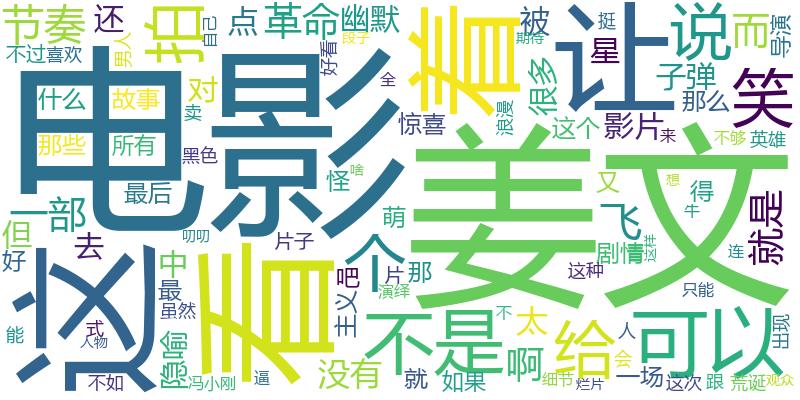 节奏
还
拍
点
革命
幽默
被
星
挺
说
而
导演
不过喜欢
男人
自己
好看
段子
期待
着
让
电影
什么
故事
对
卖
全
浪漫
很多
子弹
那么
笑
那些
所有
黑色
惊喜
这个
影片
来
不够
英雄
最后
怪
啥
姜文
又
想
得
牛
一部
萌
飞
就是
但
去
叨叨
片子
剧情
这样
好
这
中
看
个
片
那
这种
连
最
虽然
主义
吧
演绎
不
只能
能
式
人物
隐喻
不是
太
给
人
可以
出现
不如
冯小刚
逼
没有
就
如果
啊
细节
烂片
会
一场
这次
跟
荒诞
观众